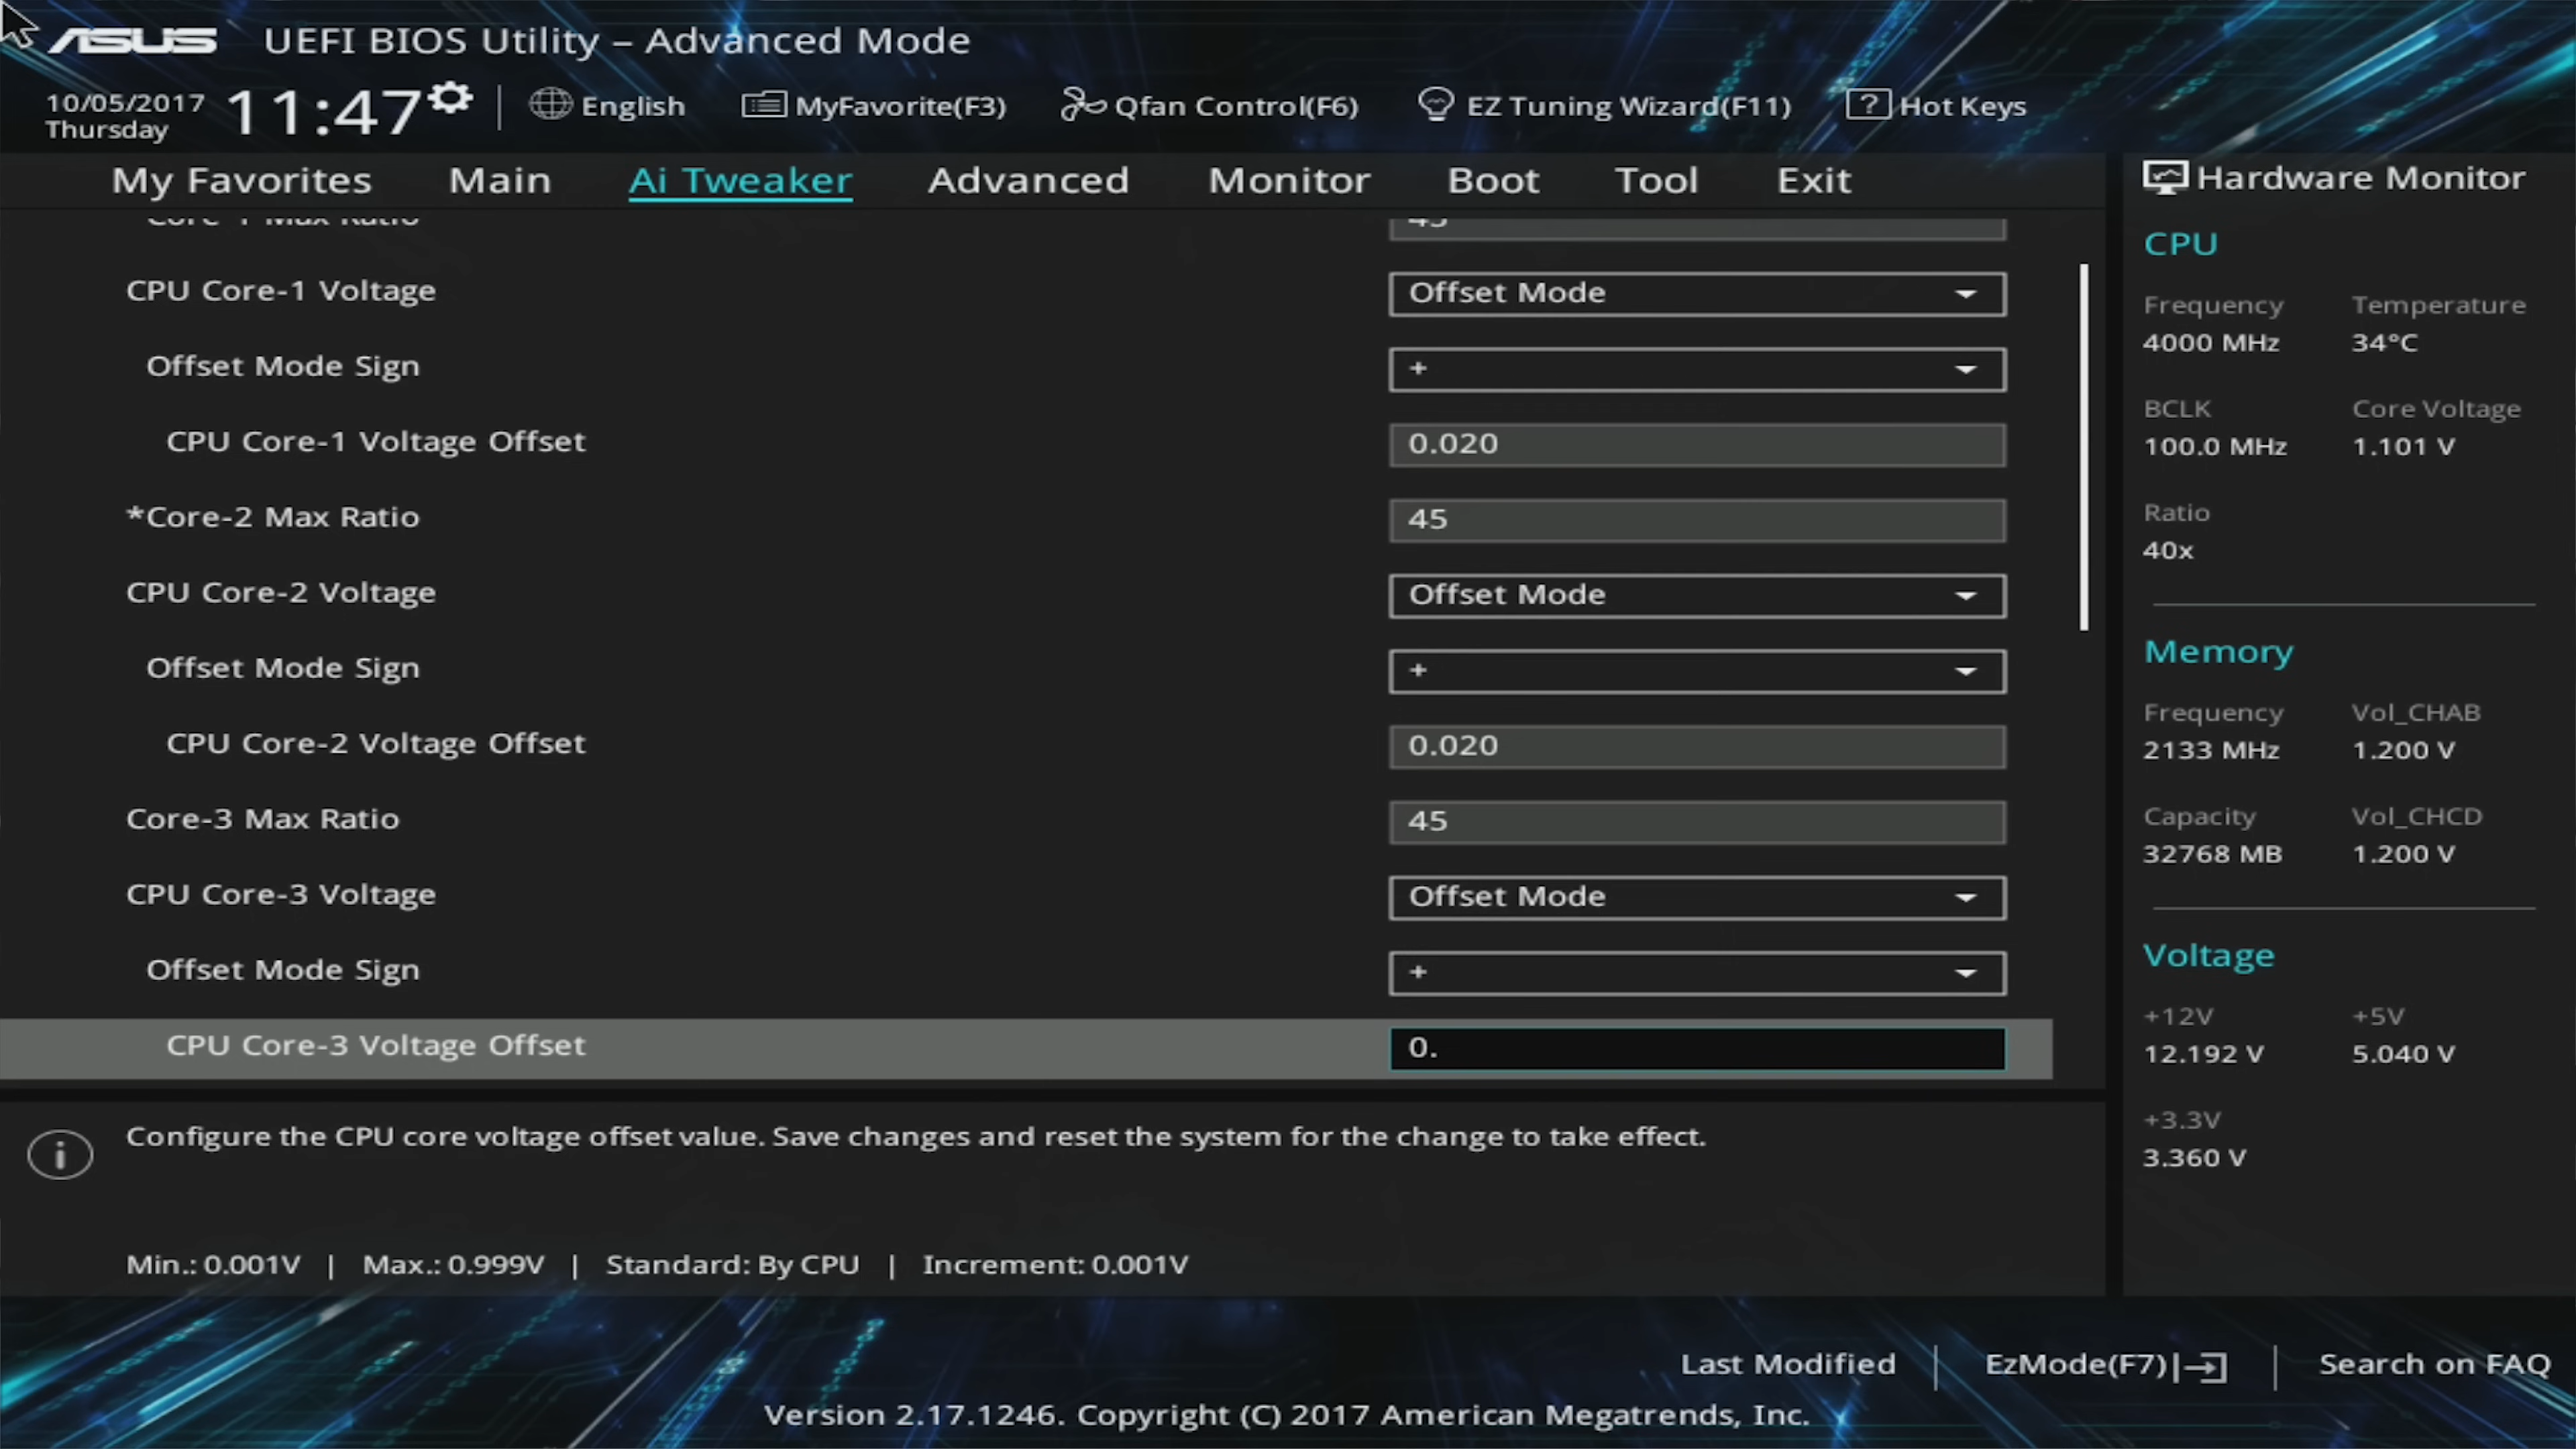 ASUS UEFI BIOS Utility – Advanced Mode
10/05/2017
Thursday
11:47
English
MyFavorite(F3)
Qfan Control(F6)
EZ Tuning Wizard(F11)
? Hot Keys
My Favorites Main Ai Tweaker Advanced Monitor Boot Tool Exit
Core-1 Max Ratio 45
CPU Core-1 Voltage Offset Mode
Offset Mode Sign +
CPU Core-1 Voltage Offset 0.020
*Core-2 Max Ratio 45
CPU Core-2 Voltage Offset Mode
Offset Mode Sign +
CPU Core-2 Voltage Offset 0.020
Core-3 Max Ratio 45
CPU Core-3 Voltage Offset Mode
Offset Mode Sign +
CPU Core-3 Voltage Offset 0.
Configure the CPU core voltage offset value. Save changes and reset the system for the change to take effect.
Min.: 0.001V | Max.: 0.999V | Standard: By CPU | Increment: 0.001V
Hardware Monitor
CPU
Frequency Temperature
4000 MHz 34°C
BCLK Core Voltage
100.0 MHz 1.101 V
Ratio
40x
Memory
Frequency Vol_CHAB
2133 MHz 1.200 V
Capacity Vol_CHCD
32768 MB 1.200 V
Voltage
+12V +5V
12.192 V 5.040 V
+3.3V
3.360 V
Last Modified | EzMode(F7) | Search on FAQ
Version 2.17.1246. Copyright (C) 2017 American Megatrends, Inc.